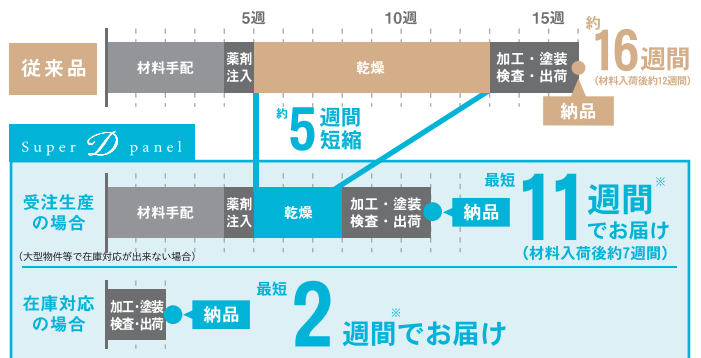 5週
10週
15週
従来品
材料手配
薬剤
注入
乾燥
加工・塗装
検査・出荷
約16週間
(材料入荷後約12週間)
納品
約5週間
短縮
Super D panel
受注生産
の場合
材料手配
薬剤
注入
乾燥
加工・塗装
検査・出荷
納品
最短11週間※
でお届け
(材料入荷後約7週間)
(大型物件等で在庫対応が出来ない場合)
在庫対応
の場合
加工・塗装
検査・出荷
納品
最短2週間※でお届け